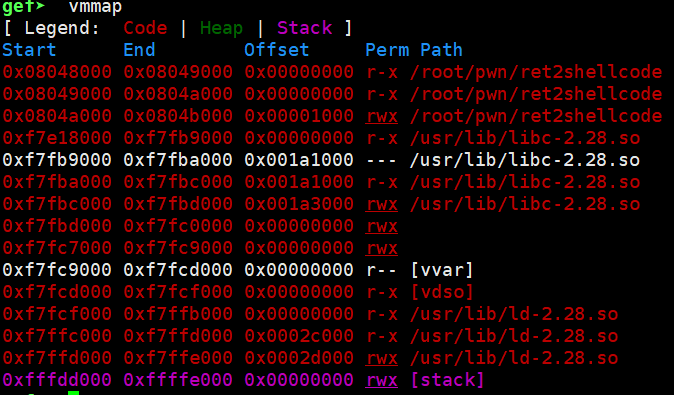 gef➤  vmmap
[ Legend:  Code | Heap | Stack ]
Start      End        Offset     Perm Path
0x08048000 0x08049000 0x00000000 r-x /root/pwn/ret2shellcode
0x08049000 0x0804a000 0x00000000 r-x /root/pwn/ret2shellcode
0x0804a000 0x0804b000 0x00001000 rwx /root/pwn/ret2shellcode
0xf7e18000 0xf7fb9000 0x00000000 r-x /usr/lib/libc-2.28.so
0xf7fb9000 0xf7fba000 0x001a1000 --- /usr/lib/libc-2.28.so
0xf7fba000 0xf7fbc000 0x001a1000 r-x /usr/lib/libc-2.28.so
0xf7fbc000 0xf7fbd000 0x001a3000 rwx /usr/lib/libc-2.28.so
0xf7fbd000 0xf7fc0000 0x00000000 rwx
0xf7fc7000 0xf7fc9000 0x00000000 rwx
0xf7fc9000 0xf7fcd000 0x00000000 r-- [vvar]
0xf7fcd000 0xf7fcf000 0x00000000 r-x [vdso]
0xf7fcf000 0xf7ffb000 0x00000000 r-x /usr/lib/ld-2.28.so
0xf7ffc000 0xf7ffd000 0x0002c000 r-x /usr/lib/ld-2.28.so
0xf7ffd000 0xf7ffe000 0x0002d000 rwx /usr/lib/ld-2.28.so
0xfffdd000 0xffffe000 0x00000000 rwx [stack]